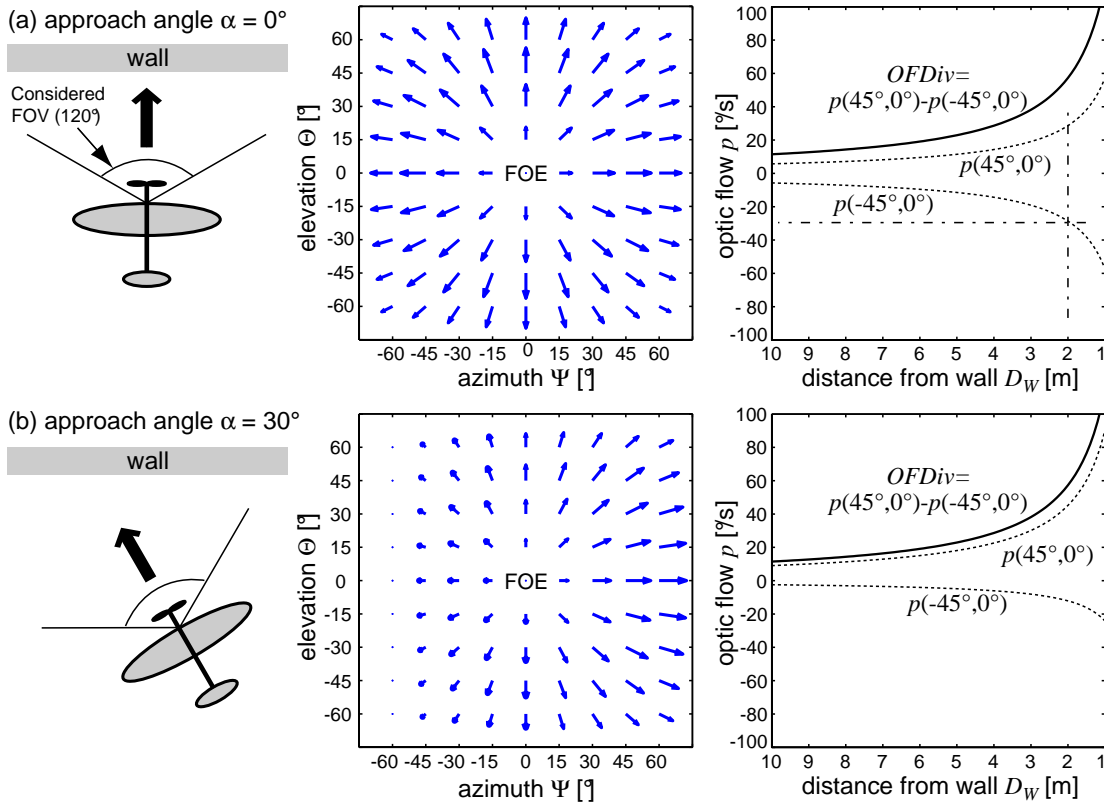 (a) approach angle α = 0°
wall
Considered
FOV (120°)
elevation Θ [°]
60
45
30
15
0
-15
-30
-45
-60
FOE
-60 -45 -30 -15 0 15 30 45 60
azimuth Ψ [°]
optic flow p [°/s]
100
80
60
40
20
0
-20
-40
-60
- 80
-100
OFDiv=
p(45°,0°)-p(-45°,0°)
p(45°,0°)
p(-45°,0°)
10 9 8 7 6 5 4 3 2 1
distance from wall D_W [m]
(b) approach angle α = 30°
wall
elevation Θ [°]
60
45
30
15
0
-15
-30
-45
-60
FOE
-60 -45 -30 -15 0 15 30 45 60
azimuth Ψ [°]
optic flow p [°/s]
100
80
60
40
20
0
-20
-40
-60
-80
-100
OFDiv=
p(45°,0°)-p(-45°,0°)
p(45°,0°)
p(-45°,0°)
10 9 8 7 6 5 4 3 2 1
distance from wall D_W [m]